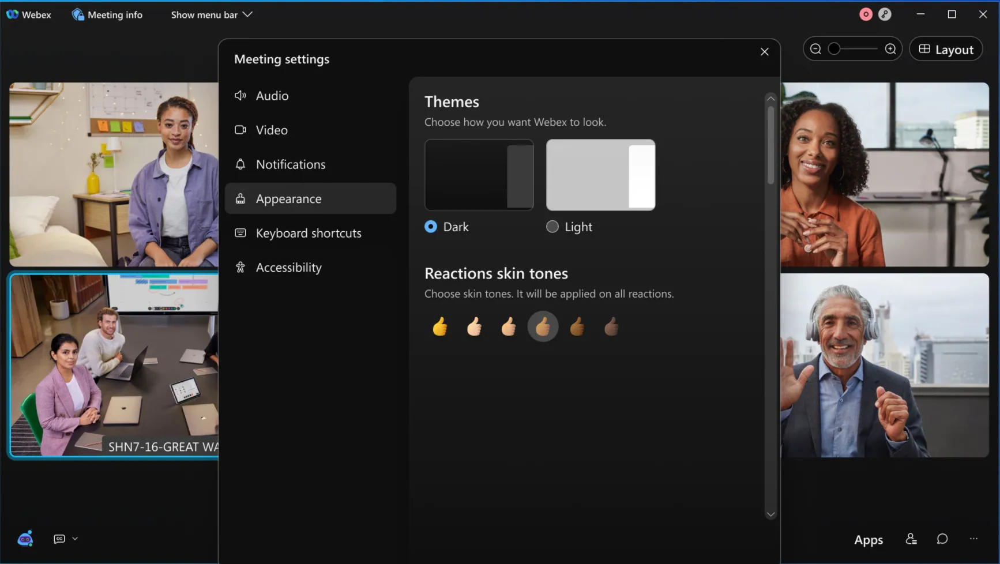 Webex
Meeting info
Show menu bar
Layout
Meeting settings
Audio
Video
Notifications
Appearance
Keyboard shortcuts
Accessibility
Themes
Choose how you want Webex to look.
Dark
Light
Reactions skin tones
Choose skin tones. It will be applied on all reactions.
SHN7-16-GREAT WA
CC
Apps